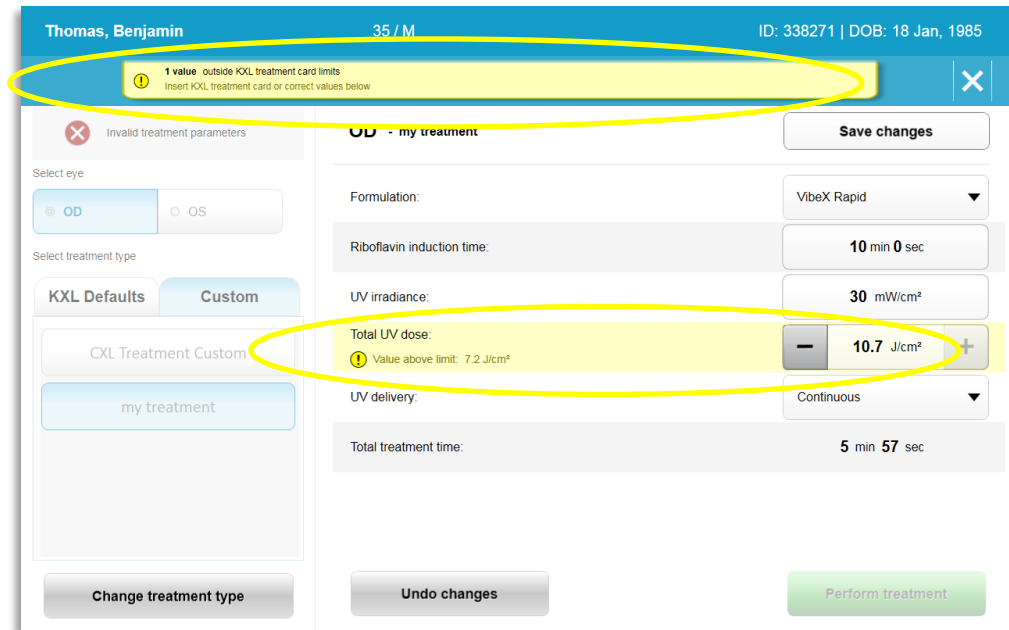 Thomas, Benjamin 35 / M ID: 338271 | DOB: 18 Jan, 1985
1 value outside KXL treatment card limits
Insert KXL treatment card or correct values below
Invalid treatment parameters
OD - my treatment
Save changes
Select eye
OD OS
Select treatment type
KXL Defaults Custom
CXL Treatment Custom
my treatment
Change treatment type
Formulation: VibeX Rapid
Riboflavin induction time: 10 min 0 sec
UV irradiance: 30 mW/cm²
Total UV dose: 10.7 J/cm²
Value above limit: 7.2 J/cm²
UV delivery: Continuous
Total treatment time: 5 min 57 sec
Undo changes
Perform treatment